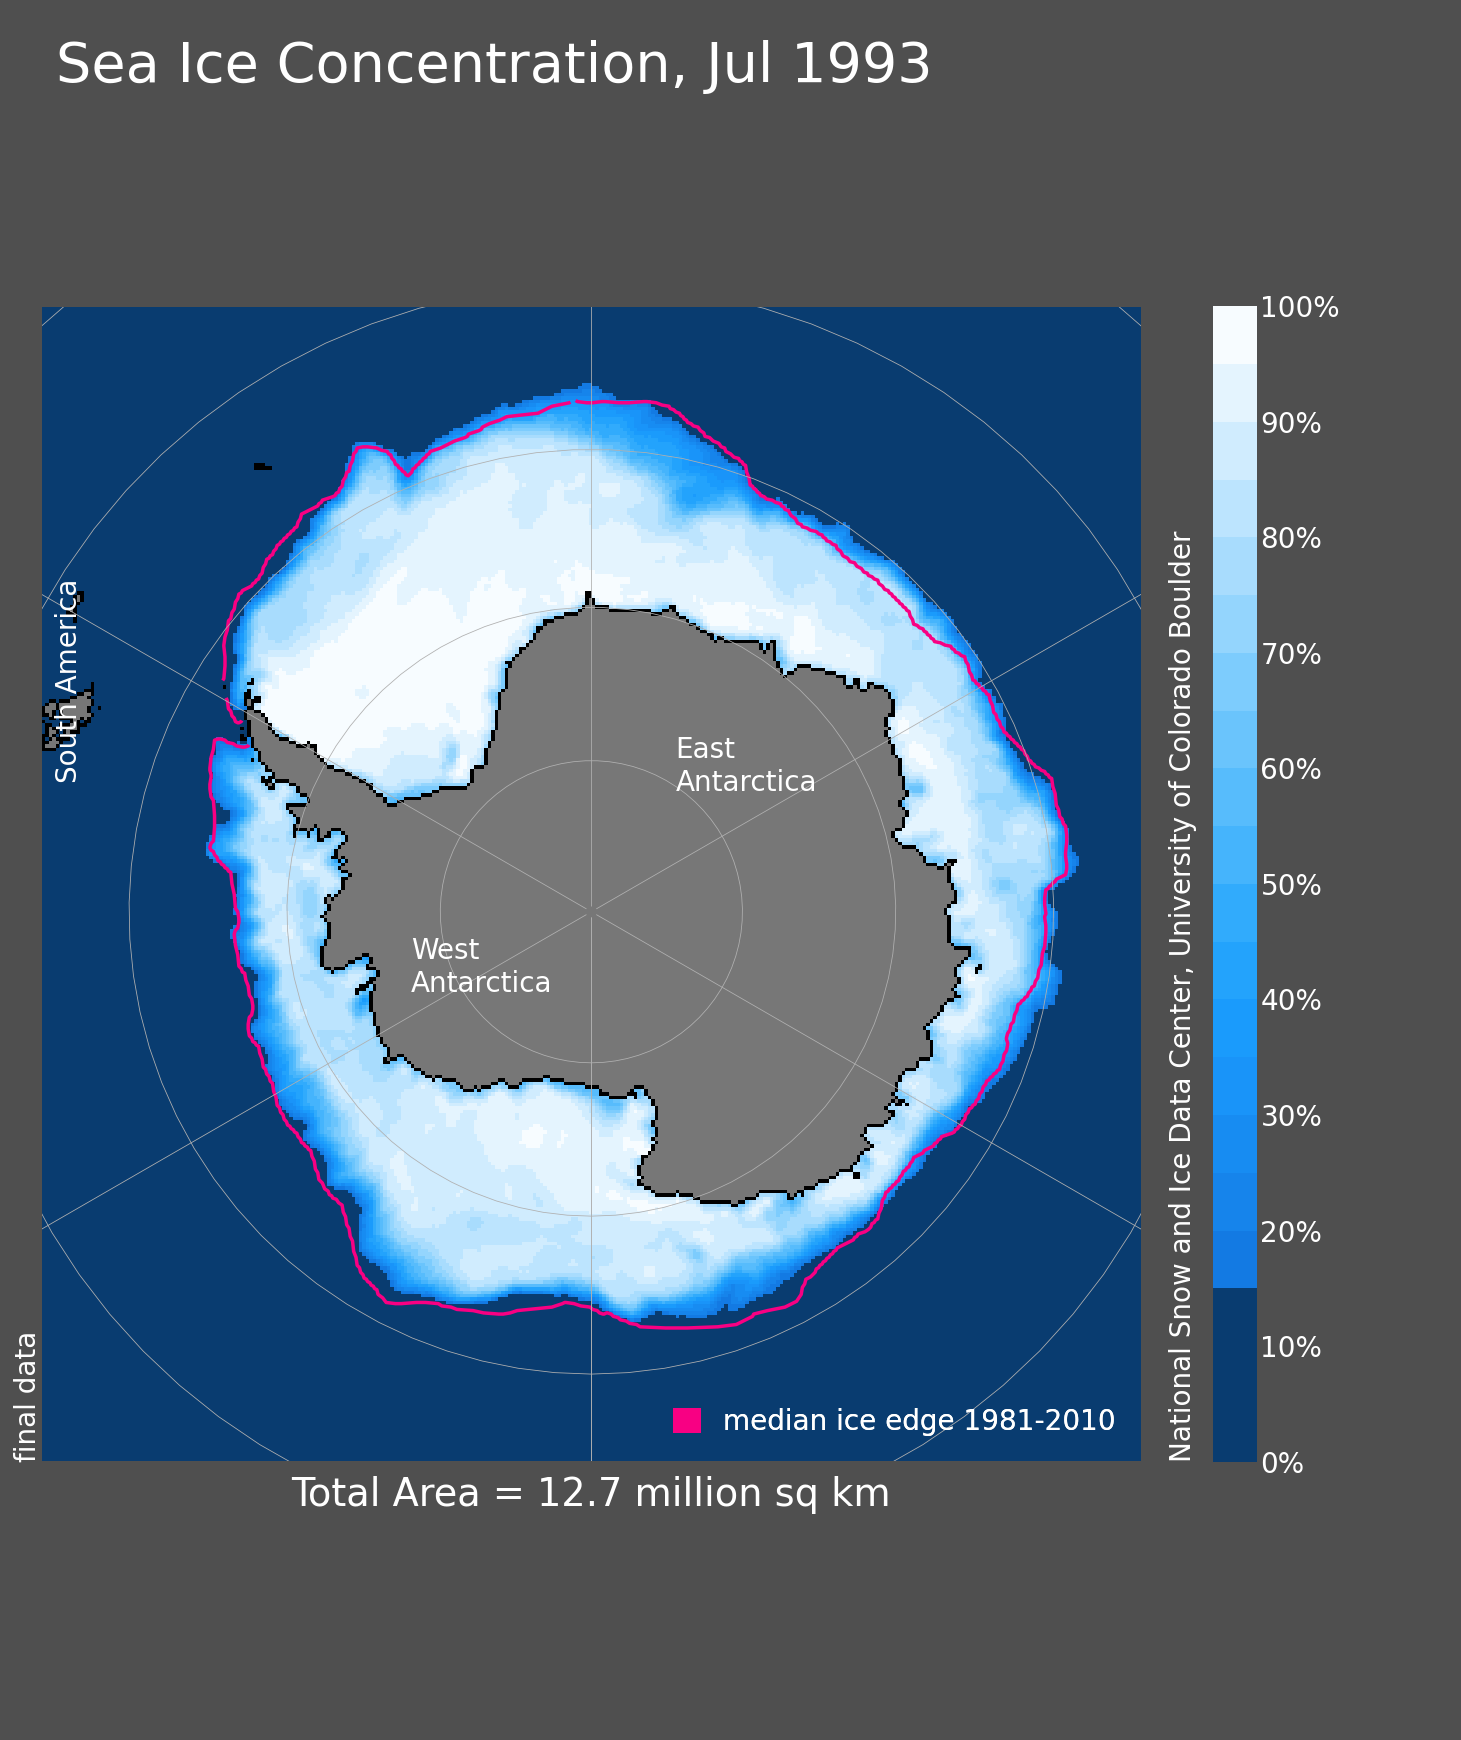 Sea Ice Concentration, Jul 1993
South America
East
Antarctica
West
Antarctica
median ice edge 1981-2010
final data
Total Area = 12.7 million sq km
National Snow and Ice Data Center, University of Colorado Boulder
100%
90%
80%
70%
60%
50%
40%
30%
20%
10%
0%